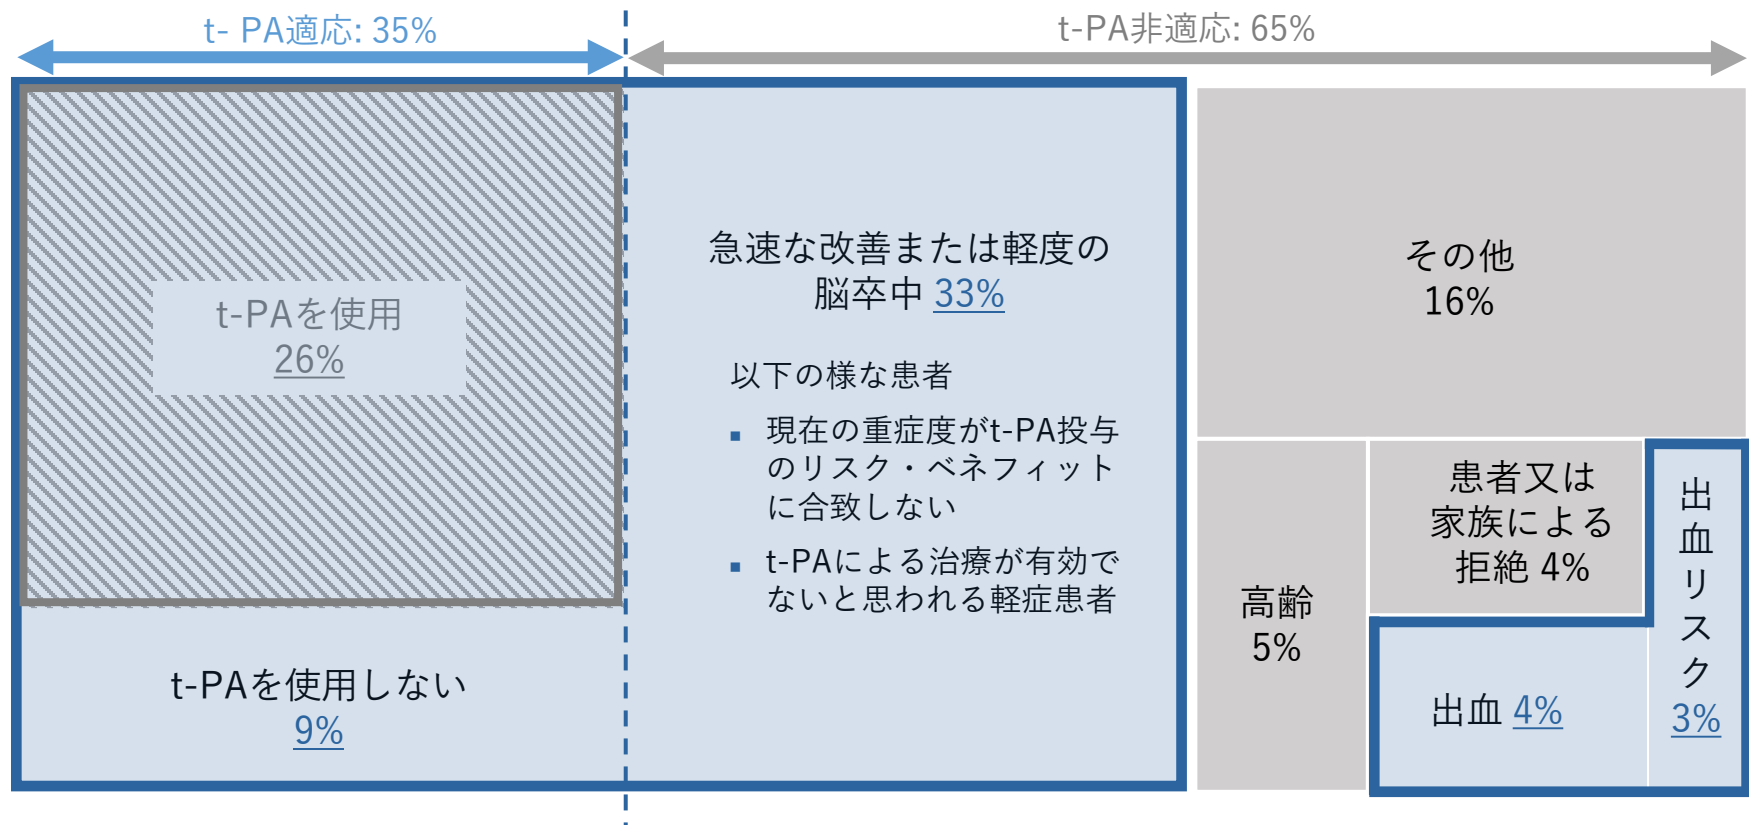 t- PA適応: 35%
t-PA非適応: 65%
t-PAを使用
26%
t-PAを使用しない
9%
急速な改善または軽度の
脳卒中 33%
以下の様な患者
▪ 現在の重症度がt-PA投与
のリスク・ベネフィット
に合致しない
▪ t-PAによる治療が有効で
ないと思われる軽症患者
その他
16%
高齢
5%
患者又は
家族による
拒絶 4%
出血 4%
出血リスク
3%